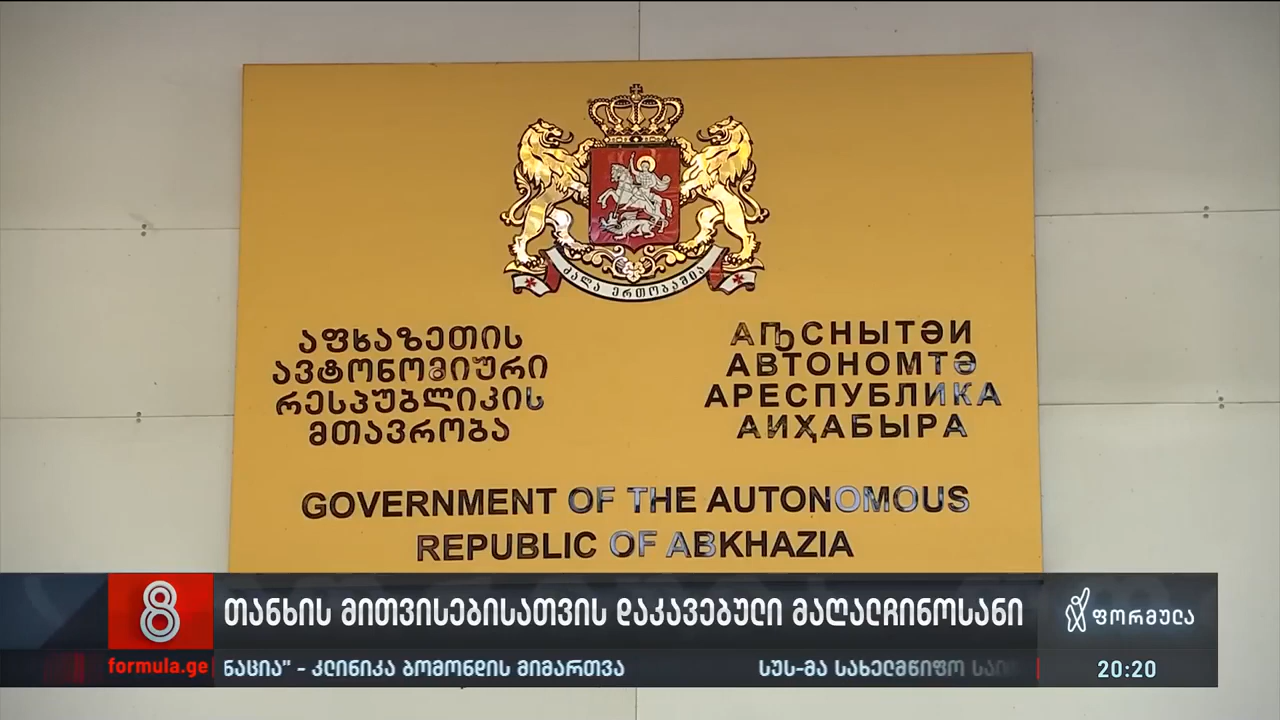 ძალა ერთობაშია
აფხაზეთის
ავტონომიური
რესპუბლიკის
მთავრობა
АԤСНЫТӘИ
АВТОНОМТӘ
АРЕСПУБЛИКА
АИҲАБЫРА
GOVERNMENT OF THE AUTONOMOUS
REPUBLIC OF ABKHAZIA
8
თანხის მითვისებისათვის დაკავებული მაღალჩინოსანი
ფორმულა
formula.ge
ნაცია" - კლინიკა ბომონდის მიმართვა
სუს-მა სახელმწიფო
20:20